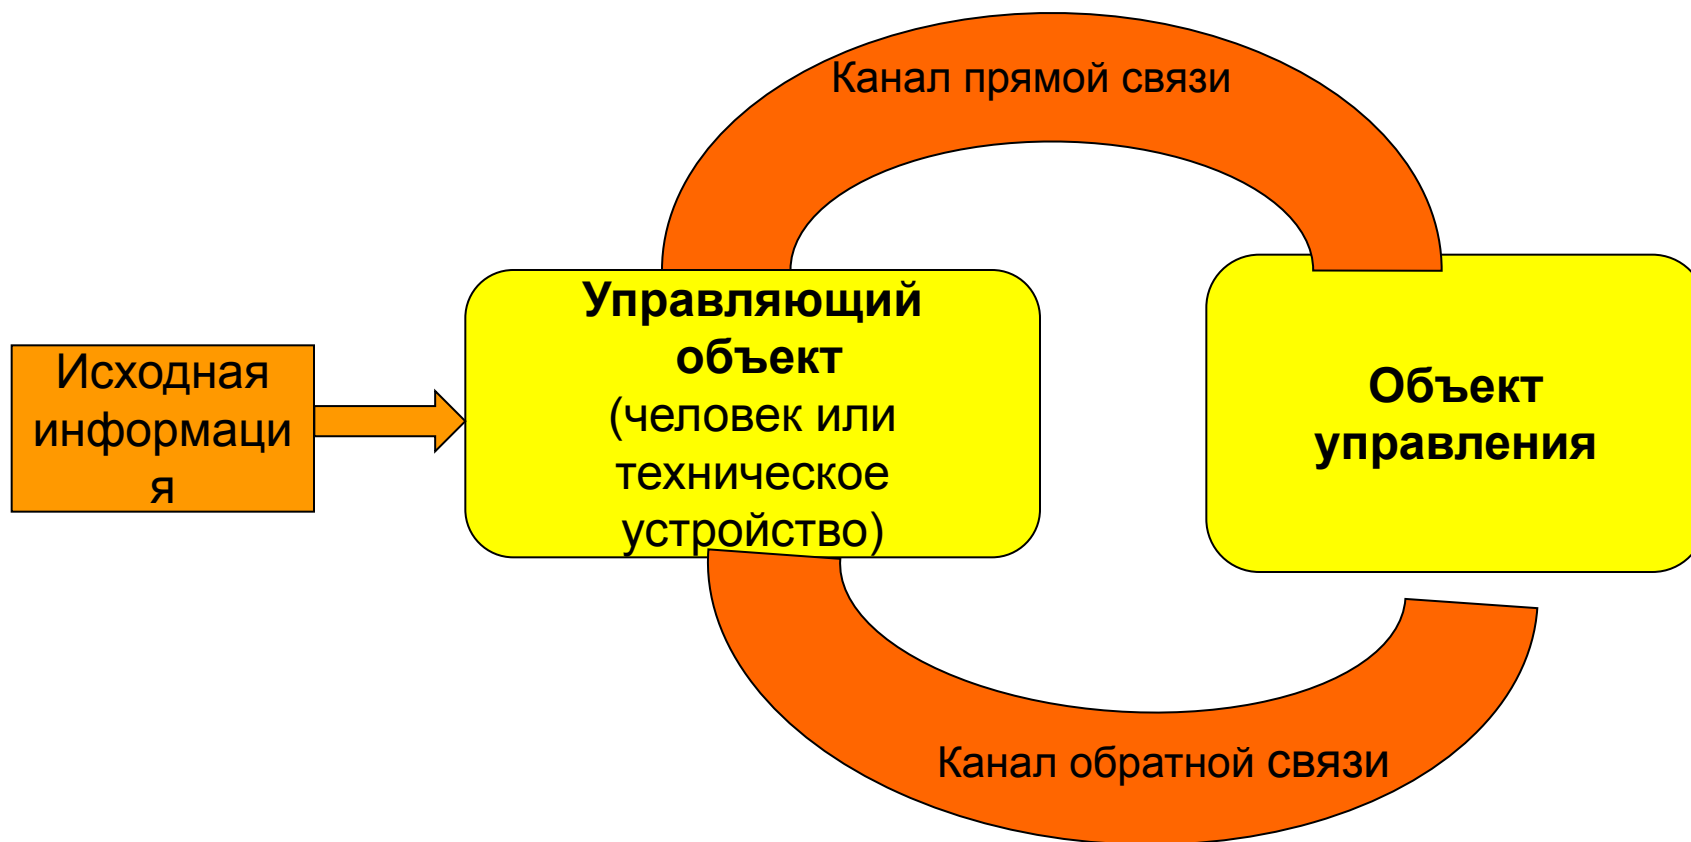 Канал прямой связи
Управляющий
объект
(человек или
техническое
устройство)
Исходная
информаци
я
Объект
управления
Канал обратной связи